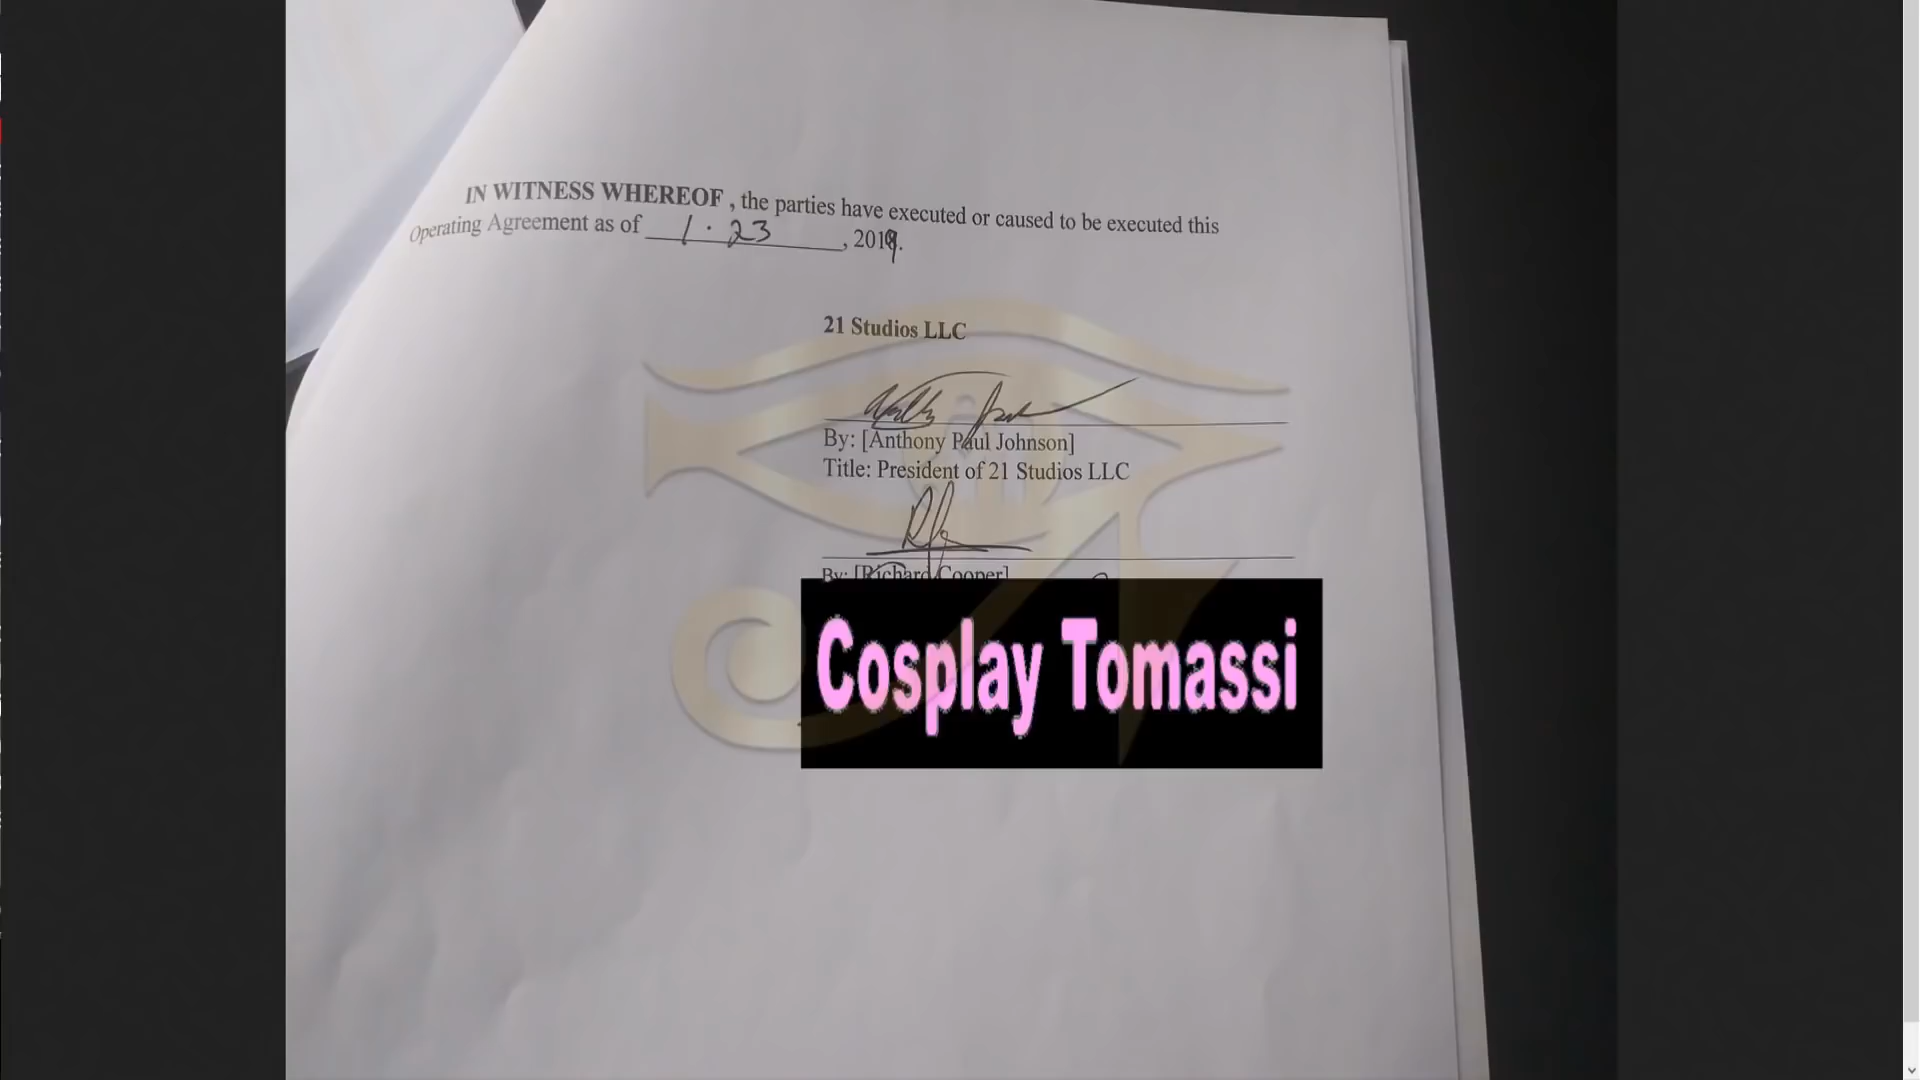 IN WITNESS WHEREOF , the parties have executed or caused to be executed this
Operating Agreement as of 1 · 23 , 2019.
21 Studios LLC
By: [Anthony Paul Johnson]
Title: President of 21 Studios LLC
By: [Richard Cooper]
Cosplay Tomassi